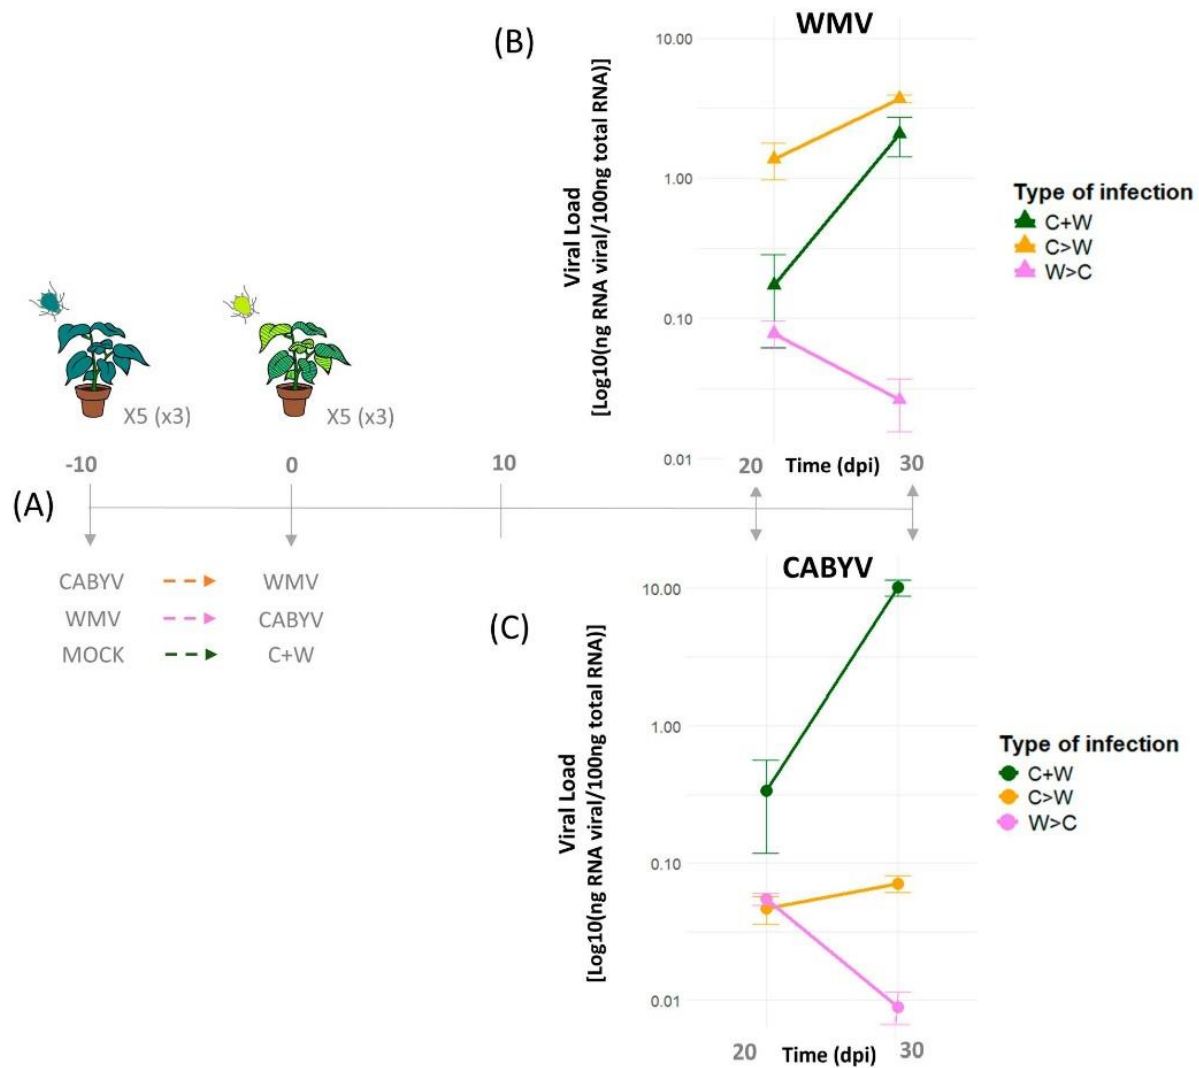 (B)
WMV
10.00
1.00
0.10
0.01
Viral Load
[Log10(ng RNA viral/100ng total RNA)]
20
Time (dpi)
30
Type of infection
C+W
C>W
W>C
X5 (x3)
X5 (x3)
(A)
-10
0
10
CABYV
WMV
WMV
CABYV
MOCK
C+W
(C)
CABYV
10.00
1.00
0.10
0.01
Viral Load
[Log10(ng RNA viral/100ng total RNA)]
20
Time (dpi)
30
Type of infection
C+W
C>W
W>C